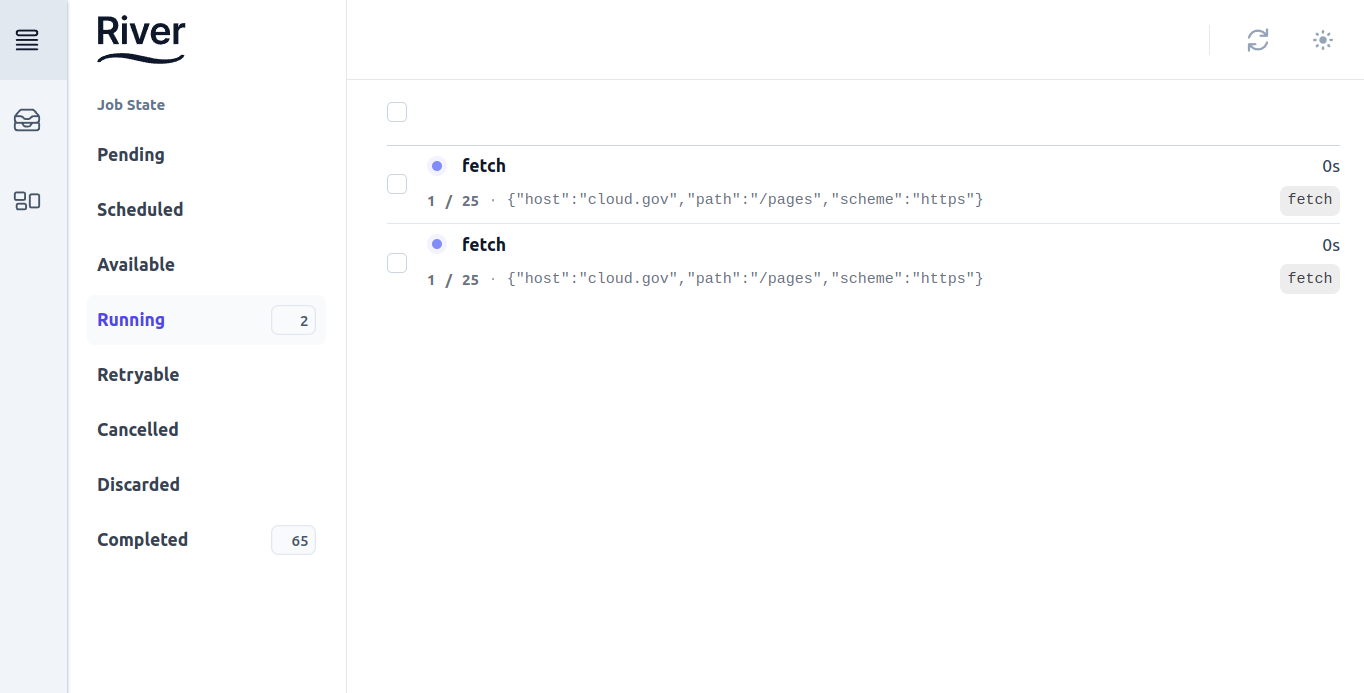 River
Job State
Pending
Scheduled
Available
Running 2
Retryable
Cancelled
Discarded
Completed 65
fetch 0s
1 / 25 · {"host":"cloud.gov","path":"/pages","scheme":"https"} fetch
fetch 0s
1 / 25 · {"host":"cloud.gov","path":"/pages","scheme":"https"} fetch